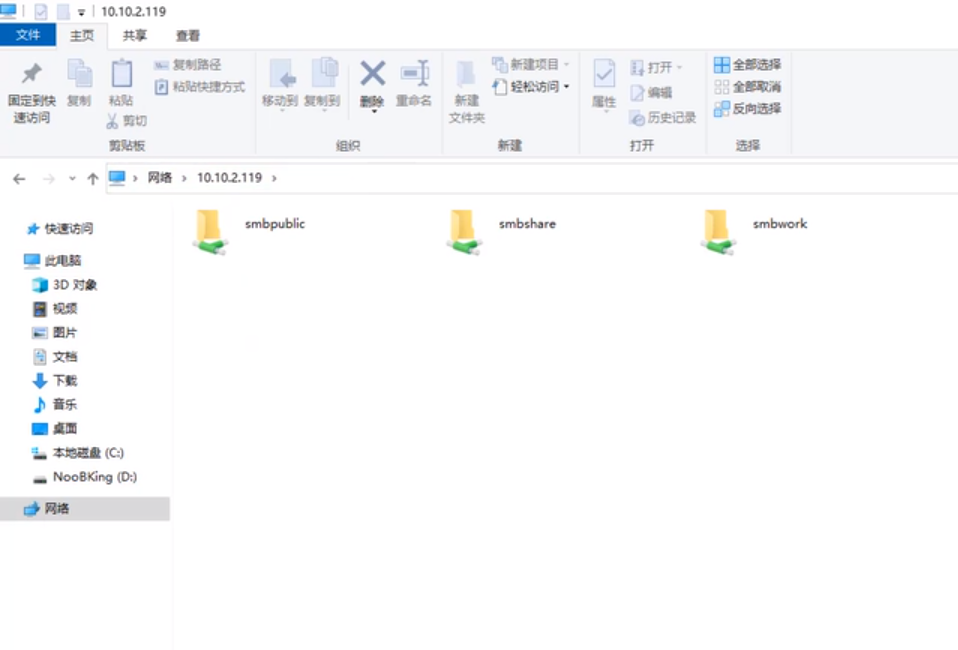 10.10.2.119
文件 主页 共享 查看
固定到快速访问
复制
粘贴
复制路径
粘贴快捷方式
剪切
剪贴板
移动到
复制到
删除
重命名
组织
新建文件夹
新建项目
轻松访问
新建
属性
打开
编辑
历史记录
打开
全部选择
全部取消
反向选择
选择
网络 › 10.10.2.119 ›
快速访问
此电脑
3D 对象
视频
图片
文档
下载
音乐
桌面
本地磁盘 (C:)
NooBKing (D:)
网络
smbpublic
smbshare
smbwork